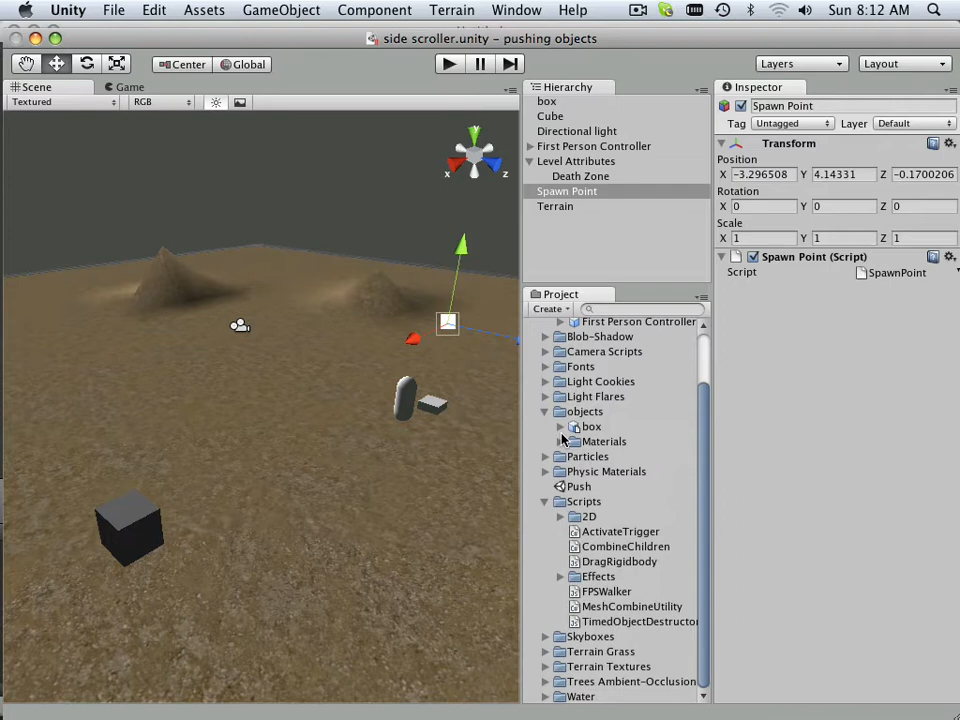 Unity File Edit Assets GameObject Component Terrain Window Help Sun 8:12 AM
side scroller.unity - pushing objects
Center Global Layers Layout
Scene Game
Textured RGB
y
x
z
Hierarchy
box
Cube
Directional light
First Person Controller
Level Attributes
Death Zone
Spawn Point
Terrain
Project
Create
First Person Controller
Blob-Shadow
Camera Scripts
Fonts
Light Cookies
Light Flares
objects
box
Materials
Particles
Physic Materials
Push
Scripts
2D
ActivateTrigger
CombineChildren
DragRigidbody
Effects
FPSWalker
MeshCombineUtility
TimedObjectDestructo
Skyboxes
Terrain Grass
Terrain Textures
Trees Ambient-Occlusion
Water
Inspector
Spawn Point
Tag Untagged Layer Default
Transform
Position
X -3.296508 Y 4.14331 Z -0.1700206
Rotation
X 0 Y 0 Z 0
Scale
X 1 Y 1 Z 1
Spawn Point (Script)
Script SpawnPoint